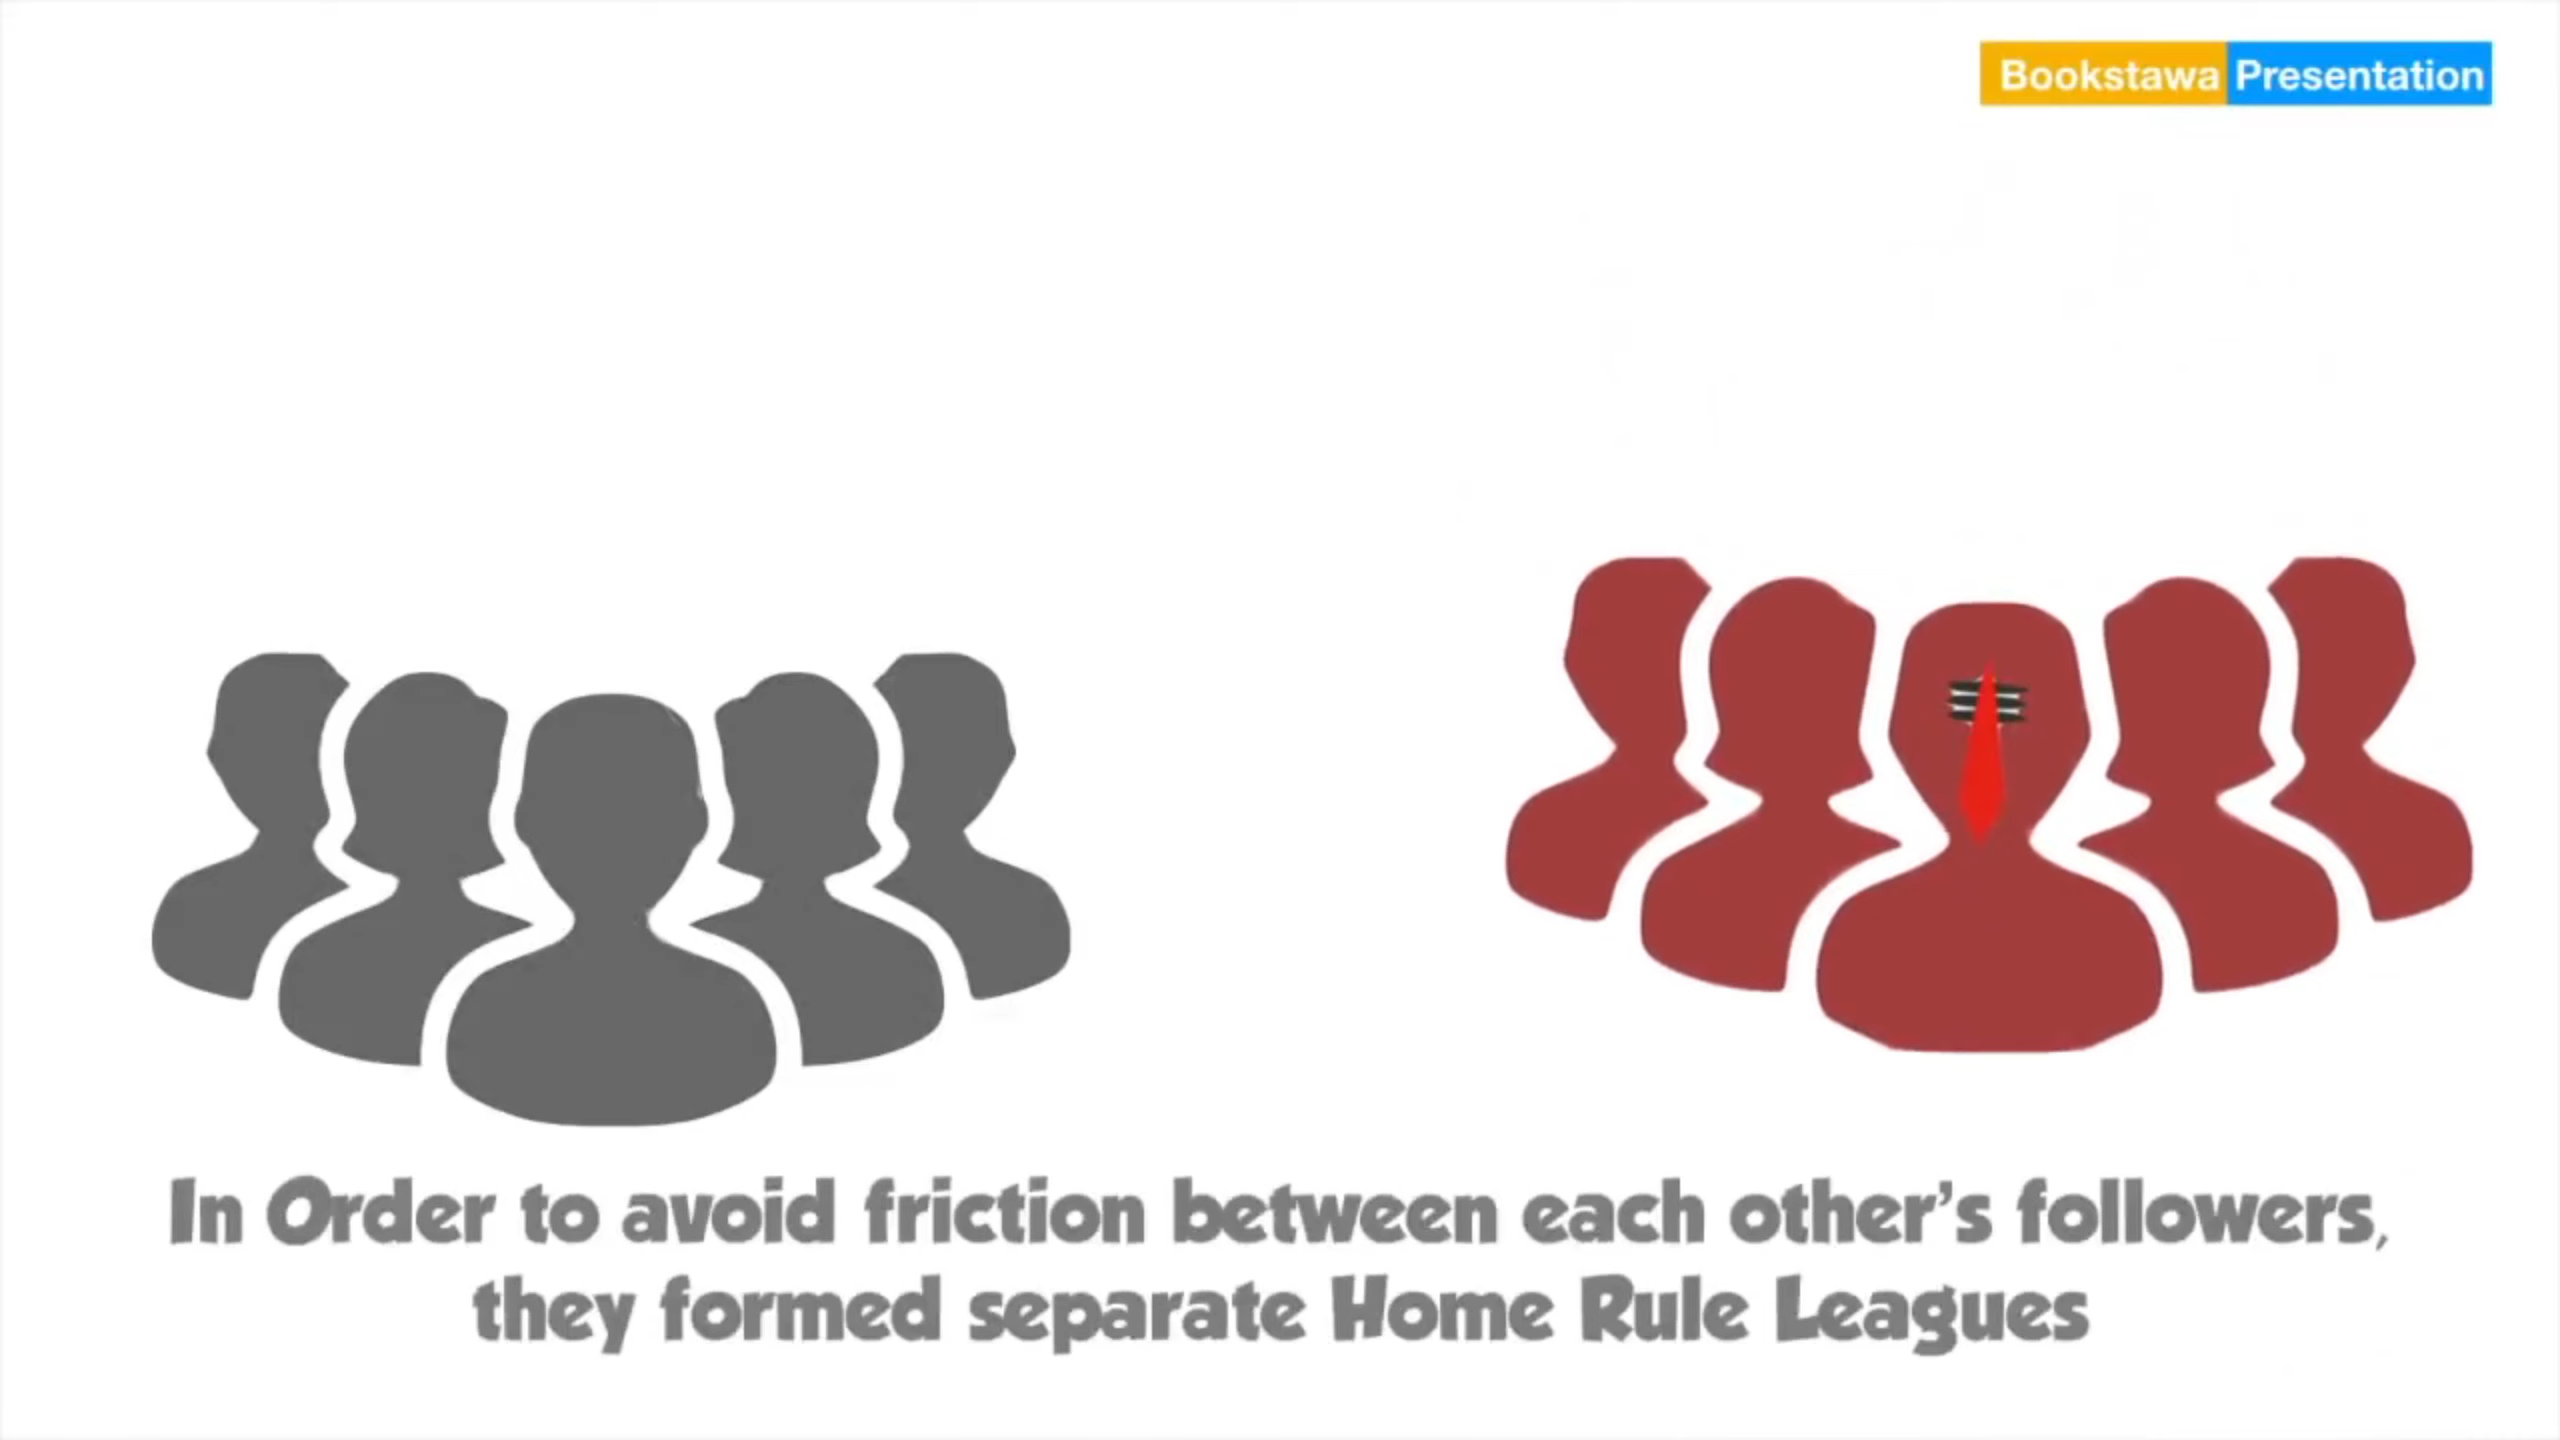 Bookstawa Presentation
In Order to avoid friction between each other's followers,
they formed separate Home Rule Leagues